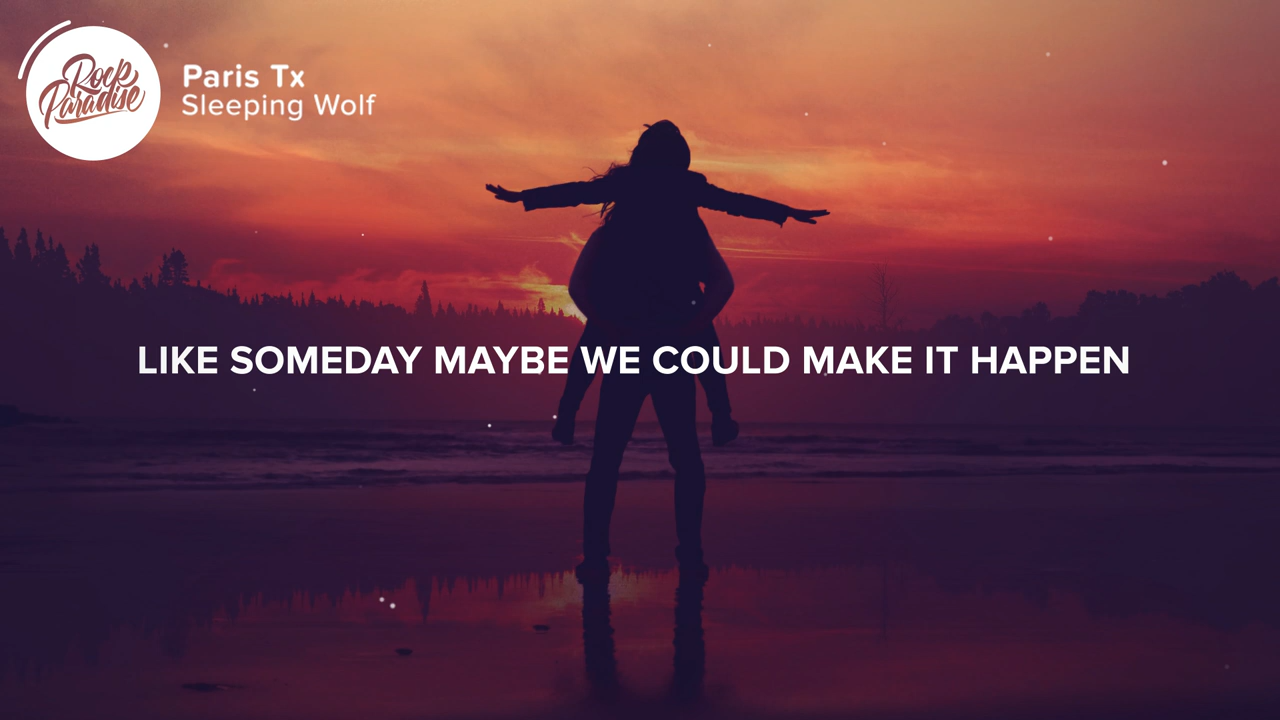 Rock
Paradise
Paris Tx
Sleeping Wolf
LIKE SOMEDAY MAYBE WE COULD MAKE IT HAPPEN